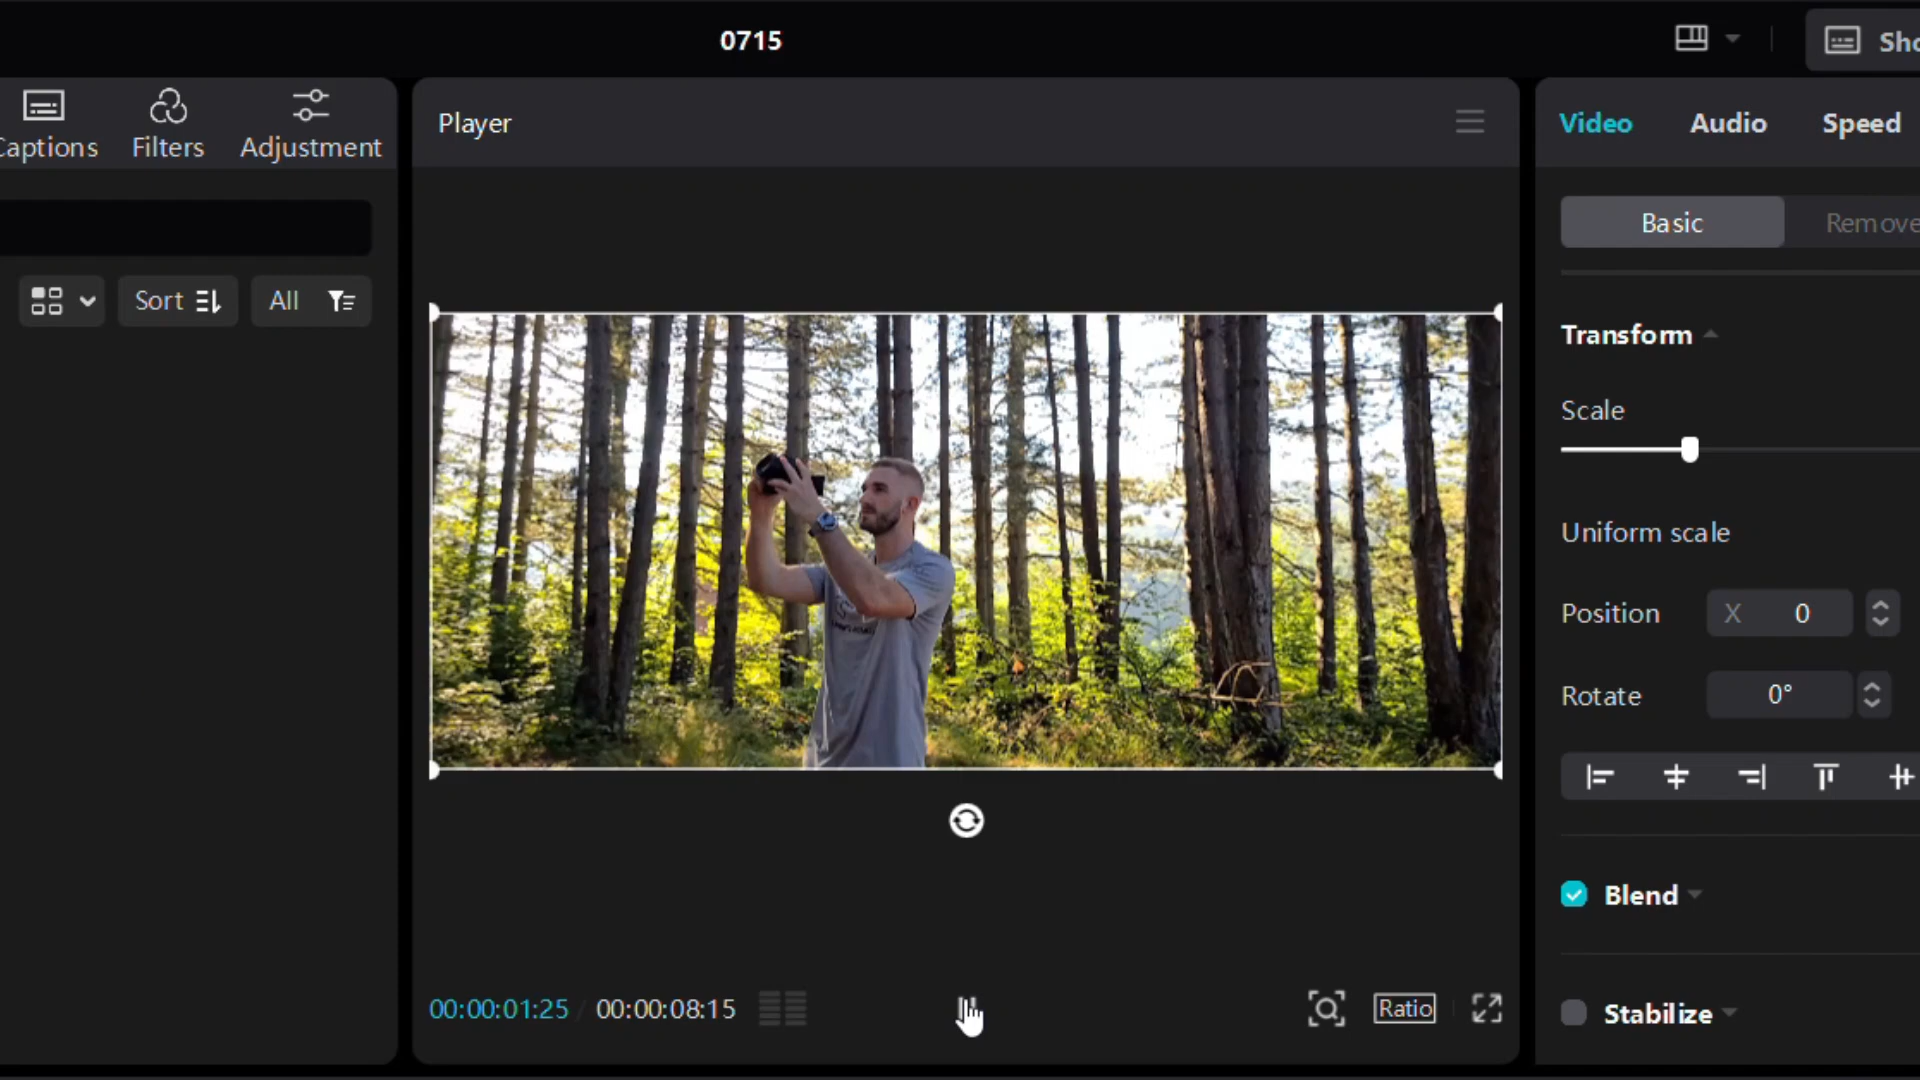 0715
Sho
Captions
Filters
Adjustment
Sort
All
Player
00:00:01:25 / 00:00:08:15
Ratio
Video
Audio
Speed
Basic
Remove
Transform
Scale
Uniform scale
Position
X 0
Rotate
0°
Blend
Stabilize